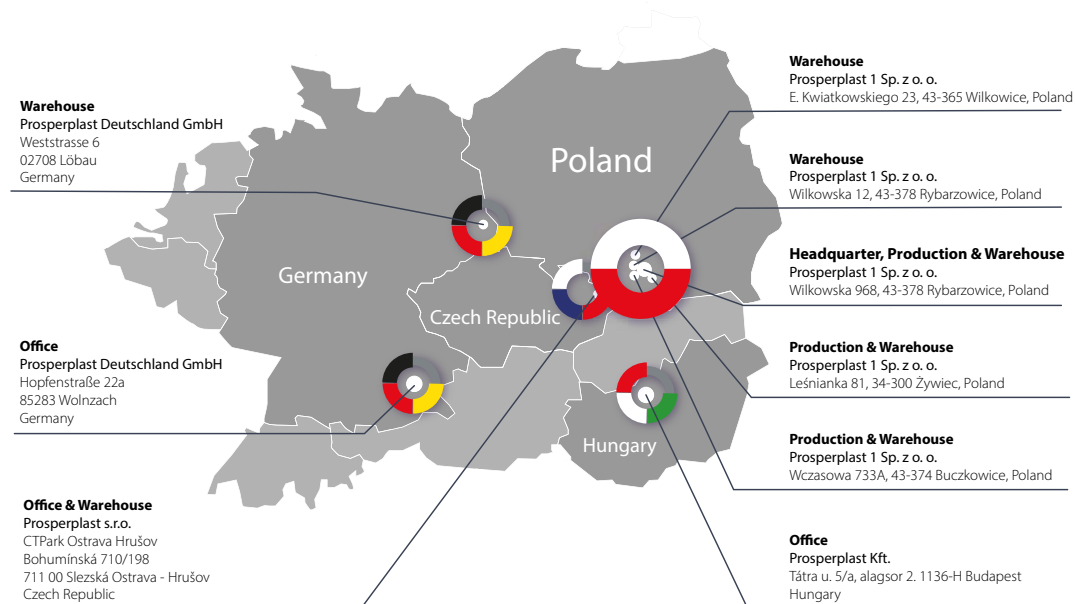 Warehouse
Prosperplast Deutschland GmbH
Weststrasse 6
02708 Löbau
Germany
Office
Prosperplast Deutschland GmbH
Hopfenstraße 22a
85283 Wolnzach
Germany
Office & Warehouse
Prosperplast s.r.o.
CTPark Ostrava Hrušov
Bohumínská 710/198
711 00 Slezská Ostrava - Hrušov
Czech Republic
Poland
Germany
Czech Republic
Hungary
Warehouse
Prosperplast 1 Sp. z o. o.
E. Kwiatkowskiego 23, 43-365 Wilkowice, Poland
Warehouse
Prosperplast 1 Sp. z o. o.
Wilkowska 12, 43-378 Rybarzowice, Poland
Headquarter, Production & Warehouse
Prosperplast 1 Sp. z o. o.
Wilkowska 968, 43-378 Rybarzowice, Poland
Production & Warehouse
Prosperplast 1 Sp. z o. o.
Leśnianka 81, 34-300 Żywiec, Poland
Production & Warehouse
Prosperplast 1 Sp. z o. o.
Wczasowa 733A, 43-374 Buczkowice, Poland
Office
Prosperplast Kft.
Tátra u. 5/a, alagsor 2. 1136-H Budapest
Hungary